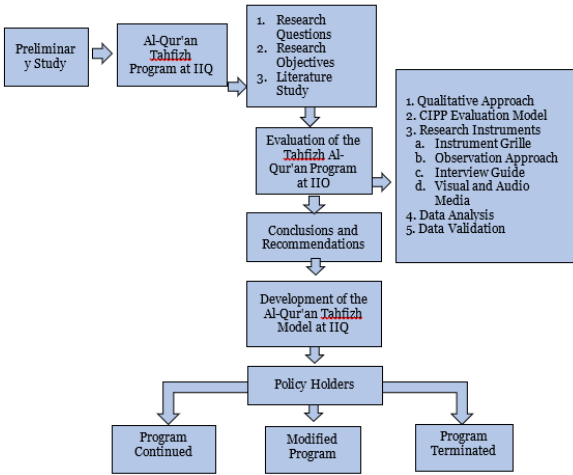 Preliminar
y Study
Al-Qur'an
Tahfizh
Program at IIQ
1. Research
Questions
2. Research
Objectives
3. Literature
Study
Evaluation of the
Tahfizh Al-
Qur'an Program
at IIO
1. Qualitative Approach
2. CIPP Evaluation Model
3. Research Instruments
a. Instrument Grille
b. Observation Approach
c. Interview Guide
d. Visual and Audio
Media
4. Data Analysis
5. Data Validation
Conclusions and
Recommendations
Development of the
Al-Qur'an Tahfizh
Model at IIQ
Policy Holders
Program
Continued
Modified
Program
Program
Terminated